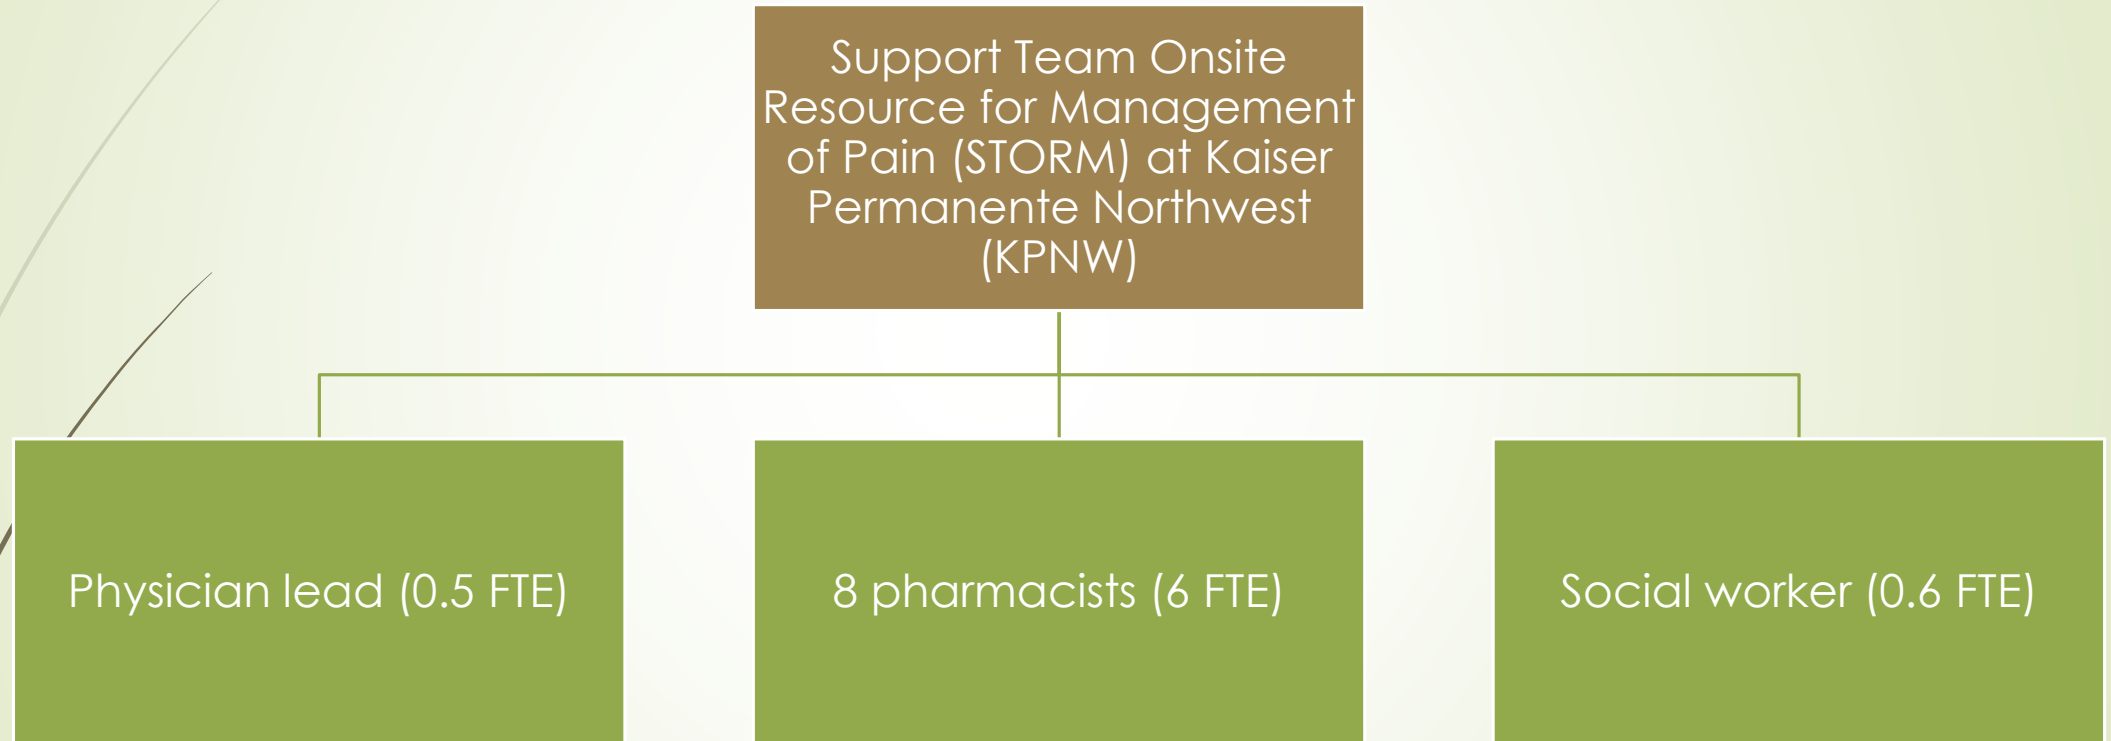 Support Team Onsite
Resource for Management
of Pain (STORM) at Kaiser
Permanente Northwest
(KPNW)
Physician lead (0.5 FTE)
8 pharmacists (6 FTE)
Social worker (0.6 FTE)